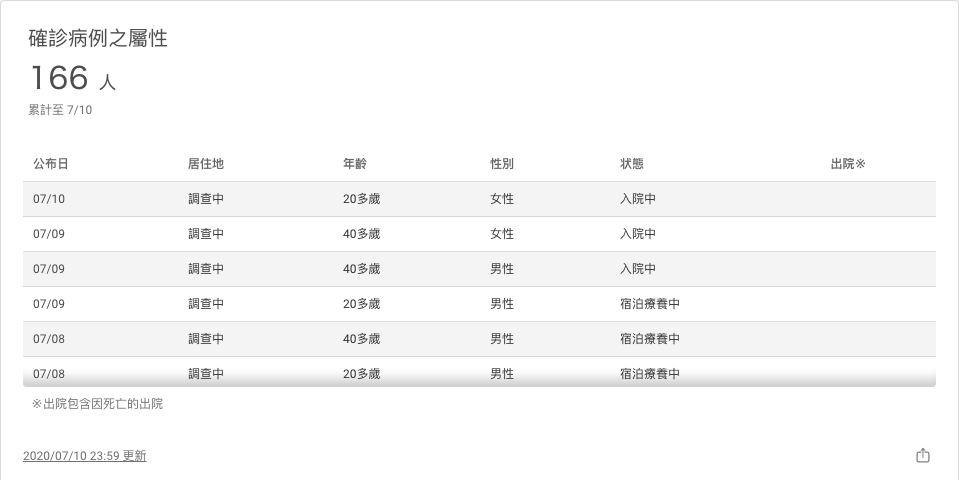 確診病例之屬性
166 人
累計至 7/10
公布日 居住地 年齡 性別 状態 出院※
07/10 調查中 20多歲 女性 入院中
07/09 調查中 40多歲 女性 入院中
07/09 調查中 40多歲 男性 入院中
07/09 調查中 20多歲 男性 宿泊療養中
07/08 調查中 40多歲 男性 宿泊療養中
07/08 調查中 20多歲 男性 宿泊療養中
※出院包含因死亡的出院
2020/07/10 23:59 更新